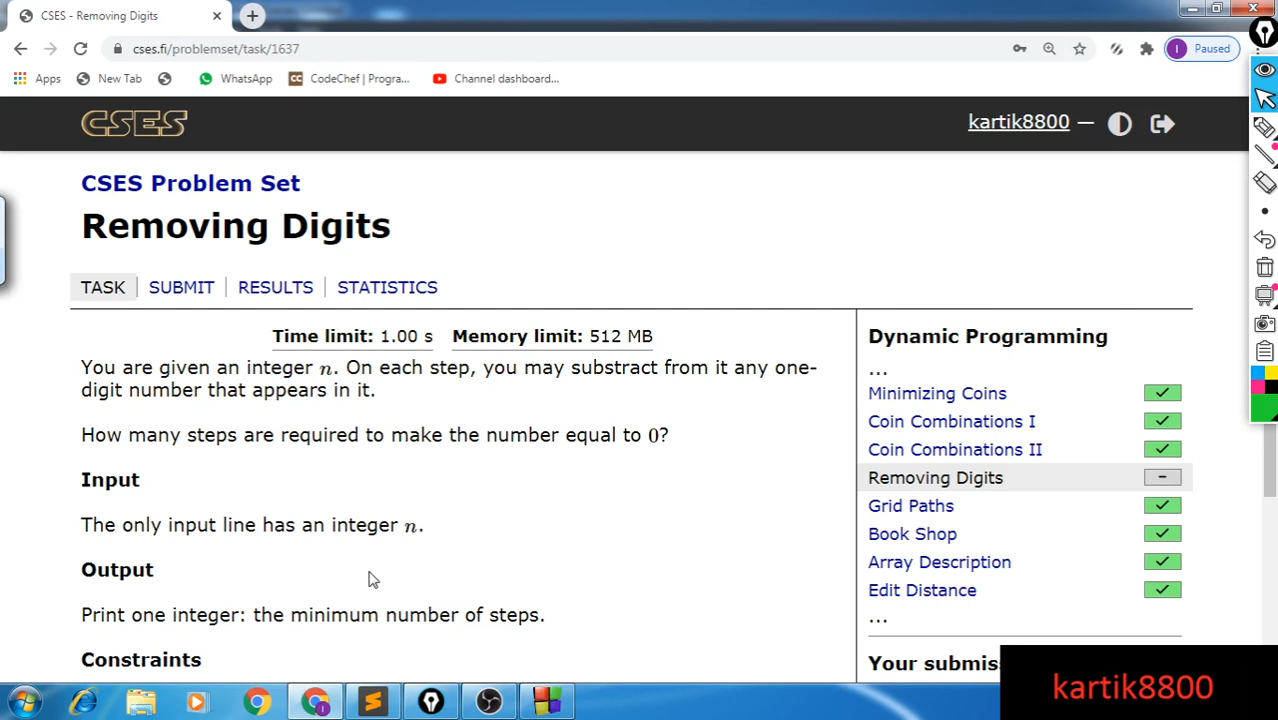 CSES - Removing Digits
cses.fi/problemset/task/1637
I
Paused
Apps
New Tab
WhatsApp
CC
CodeChef | Progra...
Channel dashboard...
CSES
kartik8800 —
CSES Problem Set
Removing Digits
TASK
SUBMIT
RESULTS
STATISTICS
Time limit: 1.00 s Memory limit: 512 MB
You are given an integer n. On each step, you may substract from it any one-
digit number that appears in it.
How many steps are required to make the number equal to 0?
Input
The only input line has an integer n.
Output
Print one integer: the minimum number of steps.
Constraints
Dynamic Programming
...
Minimizing Coins
Coin Combinations I
Coin Combinations II
Removing Digits –
Grid Paths
Book Shop
Array Description
Edit Distance
...
Your submis
kartik8800